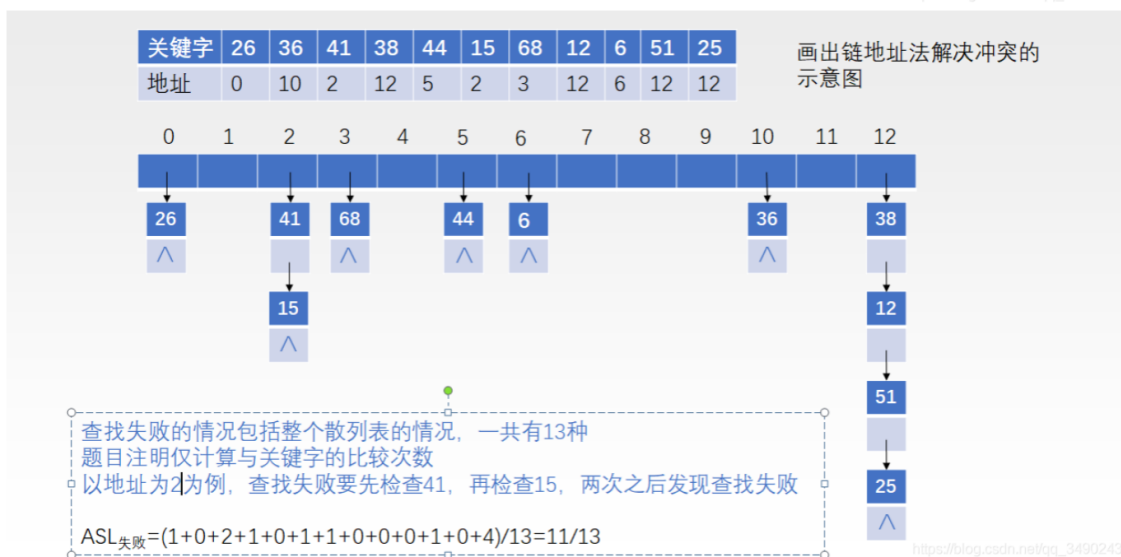 关键字 26 36 41 38 44 15 68 12 6 51 25
地址 0 10 2 12 5 2 3 12 6 12 12
画出链地址法解决冲突的
示意图
0 1 2 3 4 5 6 7 8 9 10 11 12
26 41 68 44 6 36 38
∧ ∧ ∧ ∧ ∧
15 12
∧
51
25
∧
查找失败的情况包括整个散列表的情况，一共有13种
题目注明仅计算与关键字的比较次数
以地址为2为例，查找失败要先检查41，再检查15，两次之后发现查找失败
ASL失败=(1+0+2+1+0+1+1+0+0+0+1+0+4)/13=11/13
https://blog.csdn.net/qq_3490243